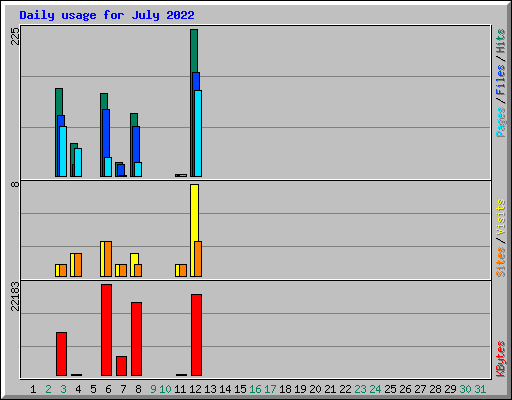 Daily usage for July 2022
225
Pages / Files / Hits
8
Sites / Visits
22183
KBytes
1 2 3 4 5 6 7 8 9 10 11 12 13 14 15 16 17 18 19 20 21 22 23 24 25 26 27 28 29 30 31